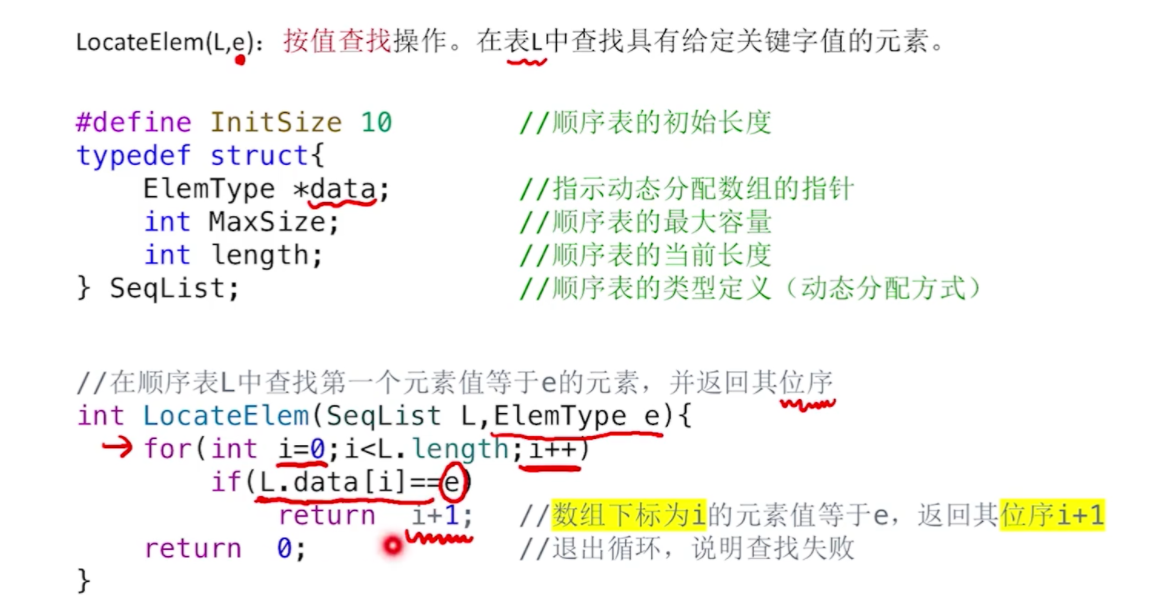 LocateElem(L,e)：按值查找操作。在表L中查找具有给定关键字值的元素。
#define InitSize 10 //顺序表的初始长度
typedef struct{
ElemType *data; //指示动态分配数组的指针
int MaxSize; //顺序表的最大容量
int length; //顺序表的当前长度
} SeqList; //顺序表的类型定义（动态分配方式）
//在顺序表L中查找第一个元素值等于e的元素，并返回其位序
int LocateElem(SeqList L,ElemType e){
for(int i=0;i<L.length;i++)
if(L.data[i]==e)
return i+1; //数组下标为i的元素值等于e，返回其位序i+1
return 0; //退出循环，说明查找失败
}